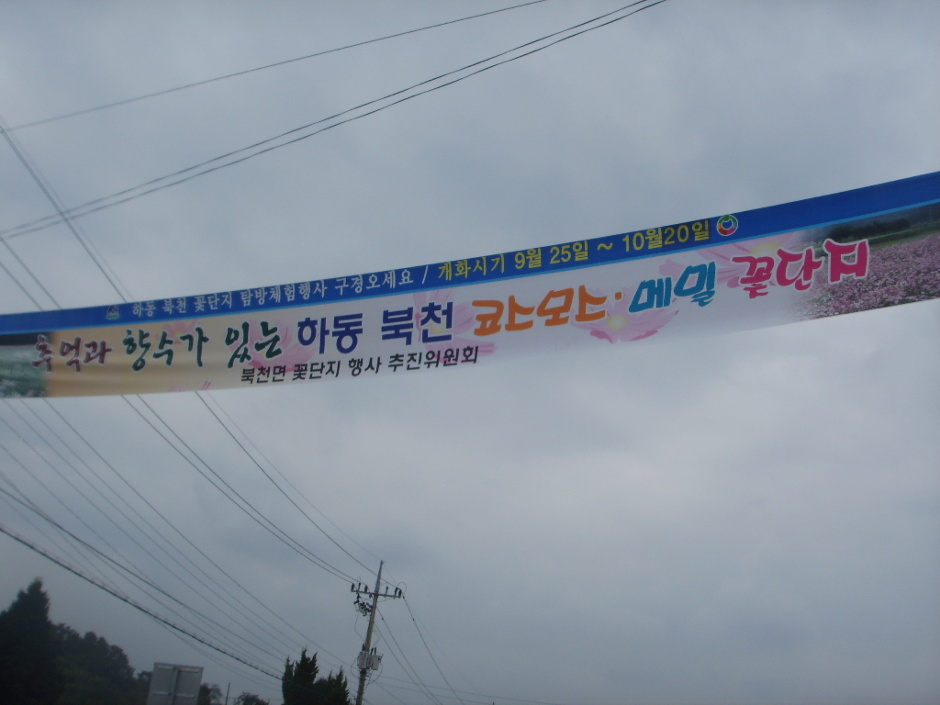 하동 북천 꽃단지 탐방체험행사 구경오세요 / 개화시기 9월 25일 ~ 10월20일
추억과 향수가 있는 하동 북천 코스모스·메밀 꽃단지
북천면 꽃단지 행사 추진위원회